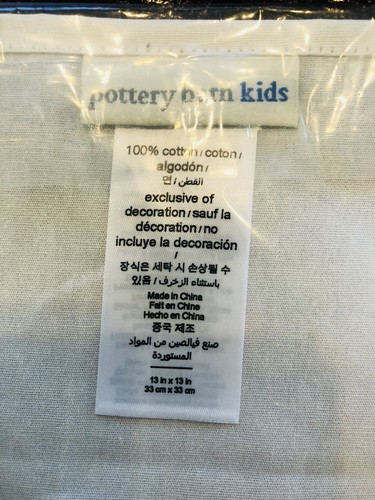 pottery barn kids
100% cotton / coton /
algodón /
면 / القطن /
exclusive of
decoration / sauf la
décoration / no
incluye la decoración
/
장식은 세탁 시 손상될 수
있음 / باستثناء الزخرف /
Made in China
Fait en Chine
Hecho en China
중국 제조
صنع فيالصين من المواد
المستوردة
13 in x 13 in
33 cm x 33 cm